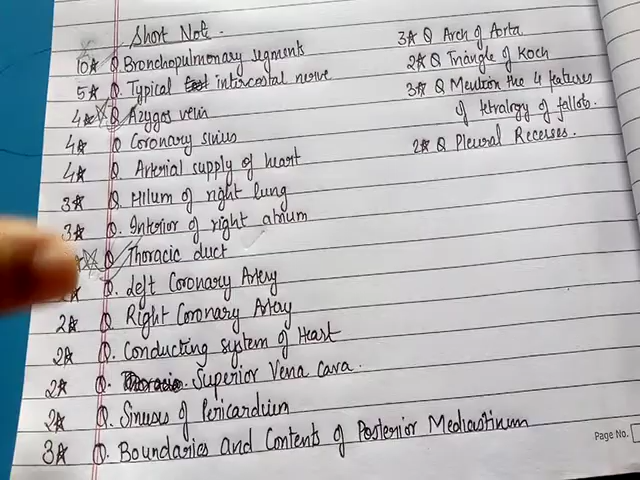 Short Note
10☆ Q Bronchopulmonary segments
5☆ Q. Typical intercostal nerve
4☆ Q Azygos vein
4☆ Q Coronary sinus
4☆ Q Arterial supply of heart
3☆ Q Hilum of right lung
3☆ Q. Interior of right atrium
Q Thoracic duct
Q. Left Coronary Artery
2☆ Q. Right Coronary Artery
2☆ Q. Conducting system of Heart
2☆ Q. Superior Vena Cava.
2☆ Q. Sinuses of Pericardium
3☆ Q. Boundaries and Contents of Posterior Mediastinum
3☆ Q Arch of Aorta
2☆ Q Triangle of Koch
3☆ Q Mention the 4 features
of tetralogy of fallots.
2☆ Q Pleural Recesses.
Page No.